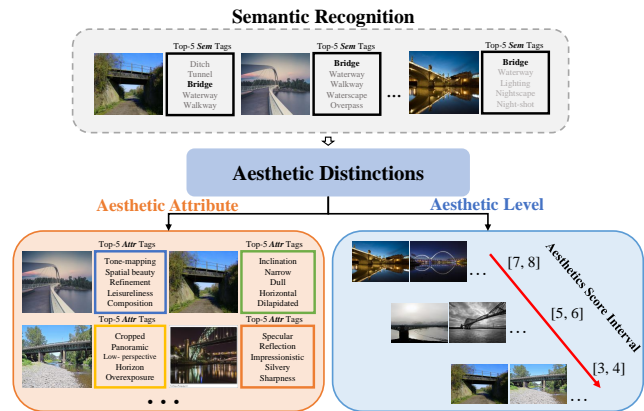 Semantic Recognition
Top-5 Sem Tags
Ditch
Tunnel
Bridge
Waterway
Walkway
Top-5 Sem Tags
Bridge
Waterway
Walkway
Waterscape
Overpass
...
Top-5 Sem Tags
Bridge
Waterway
Lighting
Nightscape
Night-shot
Aesthetic Distinctions
Aesthetic Attribute
Aesthetic Level
Top-5 Attr Tags
Tone-mapping
Spatial beauty
Refinement
Leisureliness
Composition
Top-5 Attr Tags
Inclination
Narrow
Dull
Horizontal
Dilapidated
Top-5 Attr Tags
Cropped
Panoramic
Low- perspective
Horizon
Overexposure
Top-5 Attr Tags
Specular
Reflection
Impressionistic
Silvery
Sharpness
...
... [7, 8]
... [5, 6]
... [3, 4]
Aesthetics Score Interval